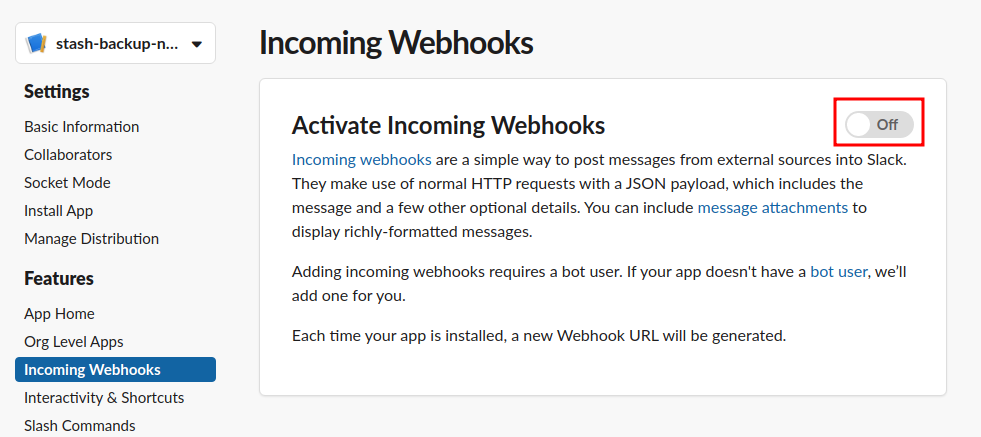 stash-backup-n...
Settings
Basic Information
Collaborators
Socket Mode
Install App
Manage Distribution
Features
App Home
Org Level Apps
Incoming Webhooks
Interactivity & Shortcuts
Slash Commands
Incoming Webhooks
Activate Incoming Webhooks
Off
Incoming webhooks are a simple way to post messages from external sources into Slack.
They make use of normal HTTP requests with a JSON payload, which includes the
message and a few other optional details. You can include message attachments to
display richly-formatted messages.
Adding incoming webhooks requires a bot user. If your app doesn't have a bot user, we’ll
add one for you.
Each time your app is installed, a new Webhook URL will be generated.